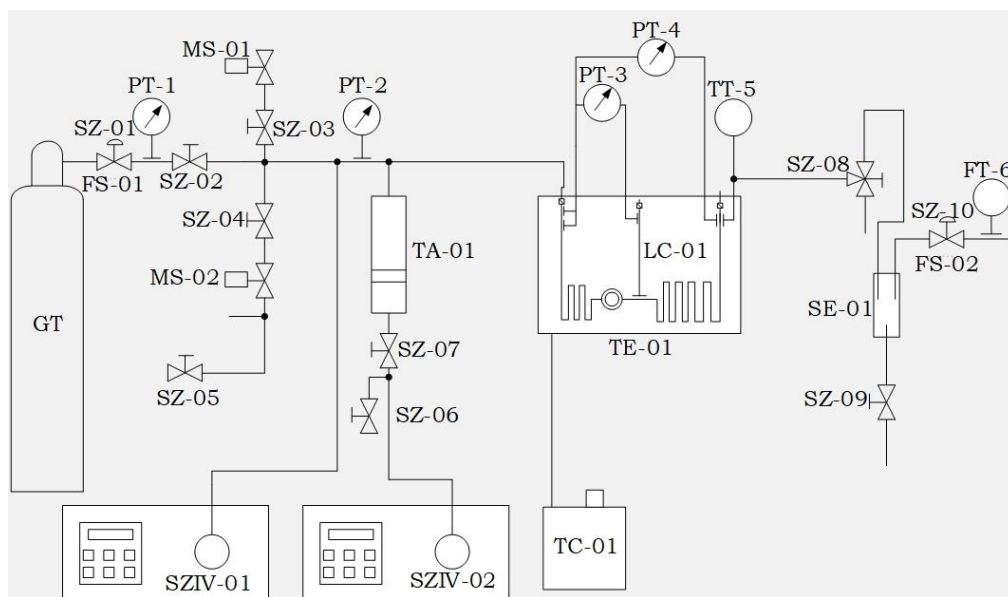 MS-01
PT-4
PT-1
PT-2
PT-3
TT-5
SZ-01
SZ-03
SZ-08
FT-6
FS-01
SZ-02
SZ-10
SZ-04
TA-01
LC-01
MS-02
FS-02
GT
SE-01
SZ-07
TE-01
SZ-05
SZ-06
SZ-09
TC-01
SZIV-01
SZIV-02